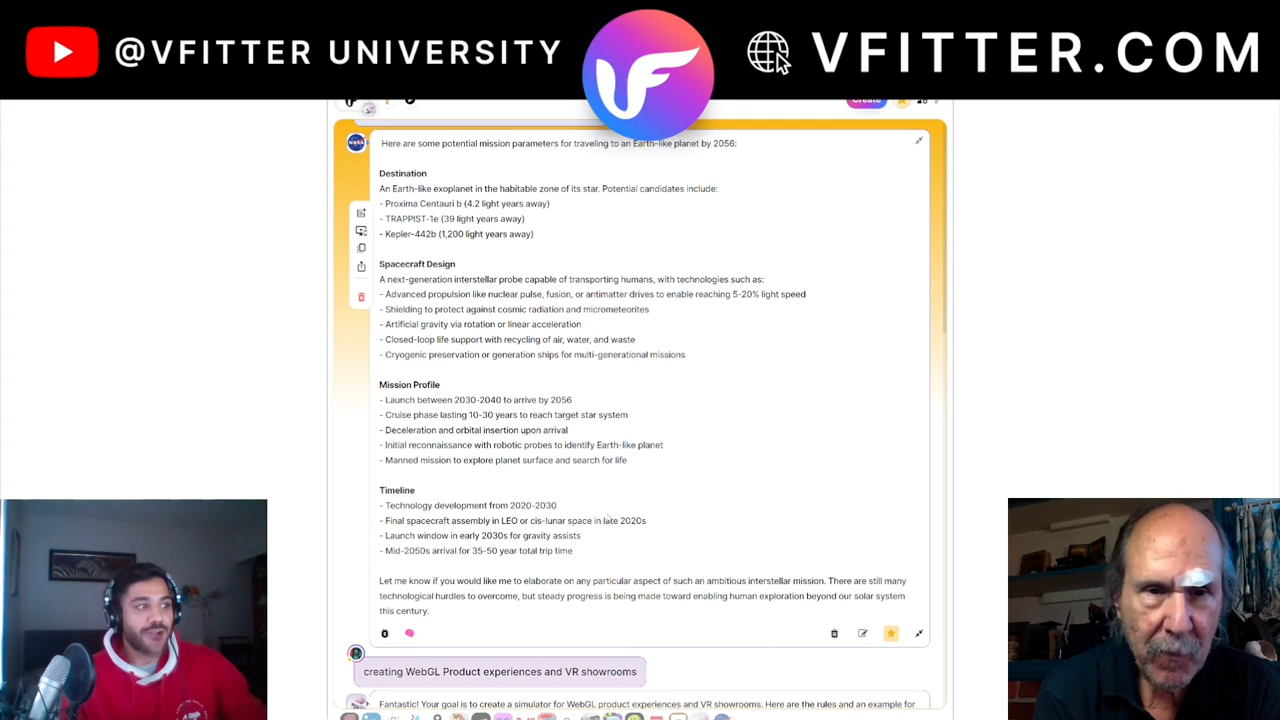 @VFITTER UNIVERSITY
VFITTER.COM
Create
NASA
Here are some potential mission parameters for traveling to an Earth-like planet by 2056:
Destination
An Earth-like exoplanet in the habitable zone of its star. Potential candidates include:
- Proxima Centauri b (4.2 light years away)
- TRAPPIST-1e (39 light years away)
- Kepler-442b (1,200 light years away)
Spacecraft Design
A next-generation interstellar probe capable of transporting humans, with technologies such as:
- Advanced propulsion like nuclear pulse, fusion, or antimatter drives to enable reaching 5-20% light speed
- Shielding to protect against cosmic radiation and micrometeorites
- Artificial gravity via rotation or linear acceleration
- Closed-loop life support with recycling of air, water, and waste
- Cryogenic preservation or generation ships for multi-generational missions
Mission Profile
- Launch between 2030-2040 to arrive by 2056
- Cruise phase lasting 10-30 years to reach target star system
- Deceleration and orbital insertion upon arrival
- Initial reconnaissance with robotic probes to identify Earth-like planet
- Manned mission to explore planet surface and search for life
Timeline
- Technology development from 2020-2030
- Final spacecraft assembly in LEO or cis-lunar space in late 2020s
- Launch window in early 2030s for gravity assists
- Mid-2050s arrival for 35-50 year total trip time
Let me know if you would like me to elaborate on any particular aspect of such an ambitious interstellar mission. There are still many
technological hurdles to overcome, but steady progress is being made toward enabling human exploration beyond our solar system
this century.
creating WebGL Product experiences and VR showrooms
Fantastic! Your goal is to create a simulator for WebGL product experiences and VR showrooms. Here are the rules and an example for